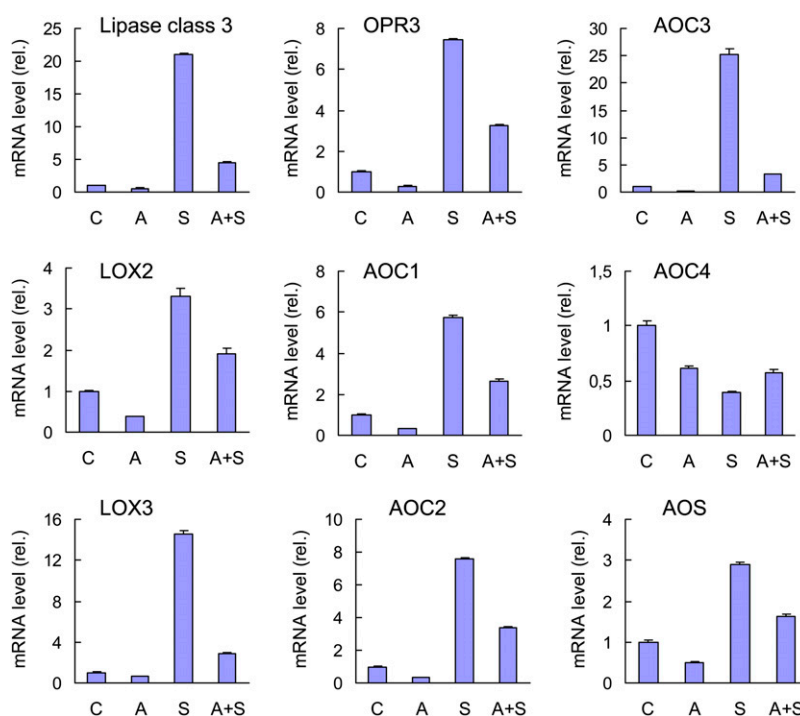 Lipase class 3
mRNA level (rel.)
25
20
15
10
5
0
C A S A+S
OPR3
mRNA level (rel.)
8
6
4
2
0
C A S A+S
AOC3
mRNA level (rel.)
30
25
20
15
10
5
0
C A S A+S
LOX2
mRNA level (rel.)
4
3
2
1
0
C A S A+S
AOC1
mRNA level (rel.)
8
6
4
2
0
C A S A+S
AOC4
mRNA level (rel.)
1,5
1
0,5
0
C A S A+S
LOX3
mRNA level (rel.)
16
12
8
4
0
C A S A+S
AOC2
mRNA level (rel.)
10
8
6
4
2
0
C A S A+S
AOS
mRNA level (rel.)
4
3
2
1
0
C A S A+S